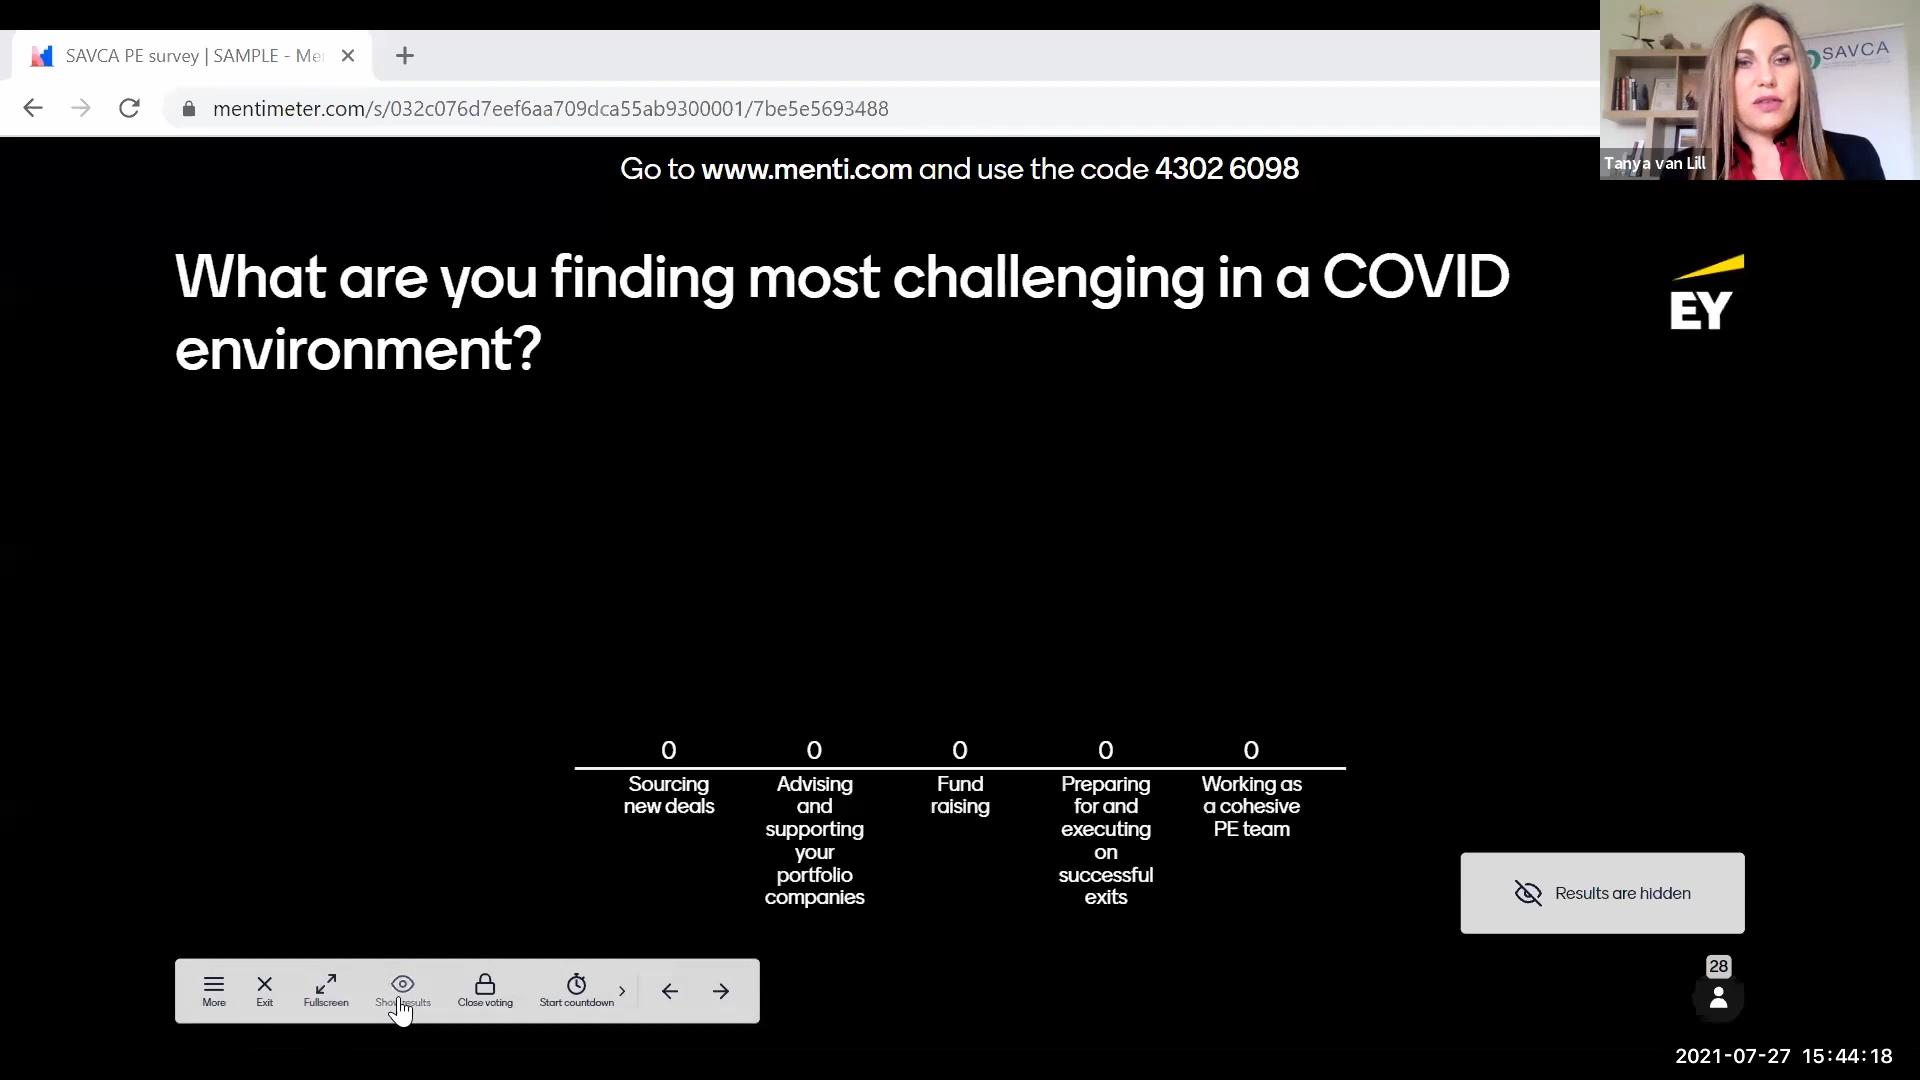 SAVCA PE survey | SAMPLE - Me
mentimeter.com/s/032c076d7eef6aa709dca55ab9300001/7be5e5693488
SAVCA
Tanya van Lill
Go to www.menti.com and use the code 4302 6098
What are you finding most challenging in a COVID
environment?
EY
0 0 0 0 0
Sourcing
new deals
Advising
and
supporting
your
portfolio
companies
Fund
raising
Preparing
for and
executing
on
successful
exits
Working as
a cohesive
PE team
Results are hidden
More Exit Fullscreen Show results Close voting Start countdown
28
2021-07-27 15:44:18